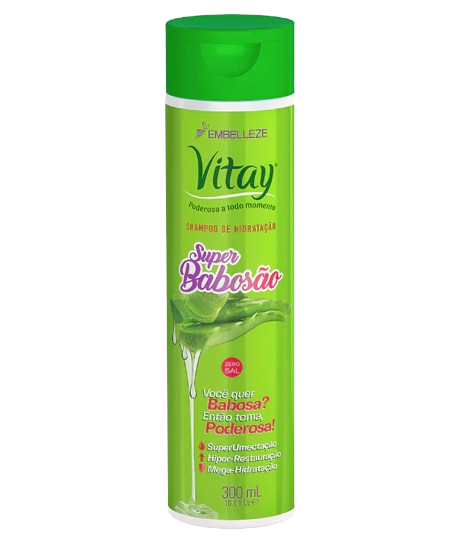 EMBELLEZE
Vitay®
Poderosa a todo momento
SHAMPOO DE HIDRATAÇÃO
Super
Babosão
ZERO
SAL
Você quer
Babosa?
Então toma,
Poderosa!
SuperUmectação
Hiper-Restauração
Mega-Hidratação
300 mL